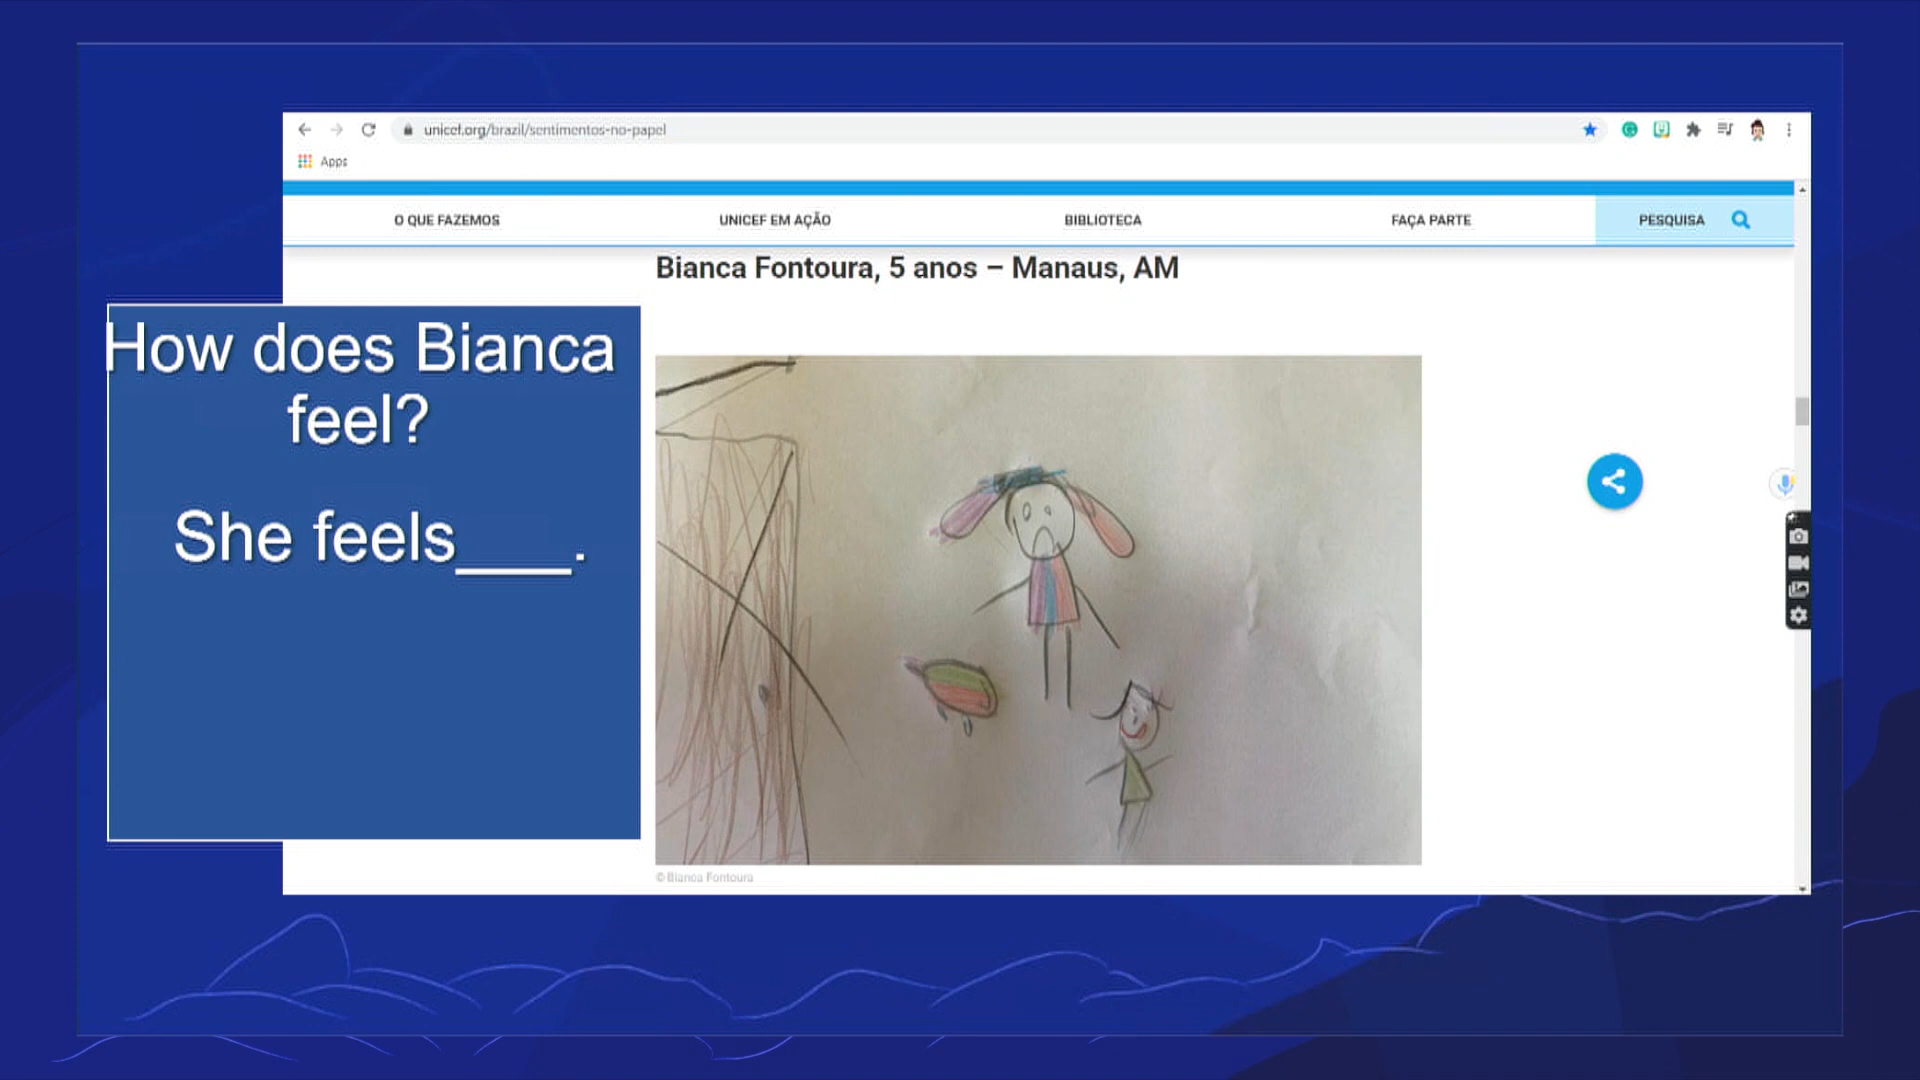 unicef.org/brazil/sentimentos-no-papel
Apps
O QUE FAZEMOS
UNICEF EM AÇÃO
BIBLIOTECA
FAÇA PARTE
PESQUISA
Bianca Fontoura, 5 anos – Manaus, AM
How does Bianca
feel?
She feels____.
© Bianca Fontoura